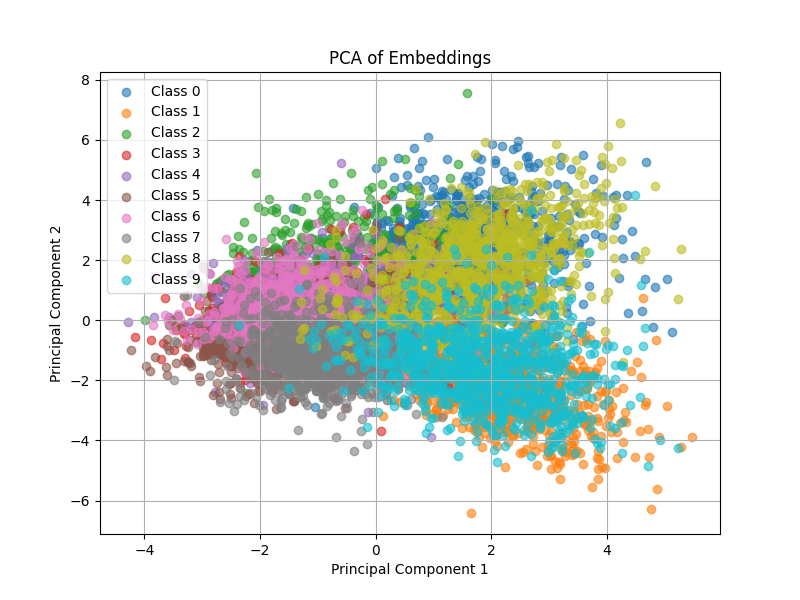 PCA of Embeddings
Class 0
Class 1
Class 2
Class 3
Class 4
Class 5
Class 6
Class 7
Class 8
Class 9
8
6
4
2
0
−2
−4
−6
Principal Component 2
−4 −2 0 2 4
Principal Component 1